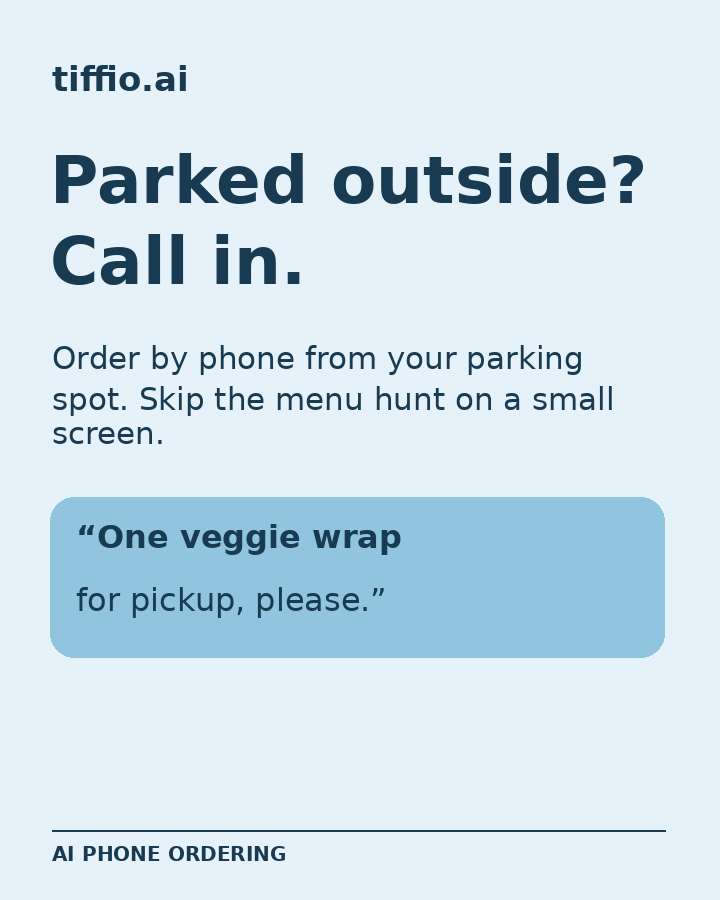 tiffio.ai
Parked outside?
Call in.
Order by phone from your parking
spot. Skip the menu hunt on a small
screen.
“One veggie wrap
for pickup, please.”
AI PHONE ORDERING